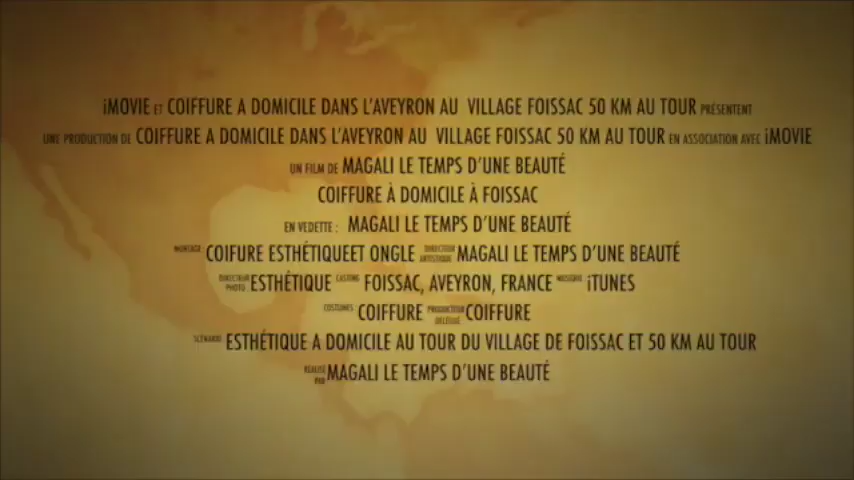 iMOVIE ET COIFFURE A DOMICILE DANS L'AVEYRON AU VILLAGE FOISSAC 50 KM AU TOUR PRÉSENTENT
UNE PRODUCTION DE COIFFURE A DOMICILE DANS L'AVEYRON AU VILLAGE FOISSAC 50 KM AU TOUR EN ASSOCIATION AVEC iMOVIE
UN FILM DE MAGALI LE TEMPS D'UNE BEAUTÉ
COIFFURE À DOMICILE À FOISSAC
EN VEDETTE : MAGALI LE TEMPS D'UNE BEAUTÉ
MONTAGE COIFURE ESTHÉTIQUEET ONGLE DIRECTEUR ARTISTIQUE MAGALI LE TEMPS D'UNE BEAUTÉ
DIRECTEUR PHOTO ESTHÉTIQUE CASTING FOISSAC, AVEYRON, FRANCE MUSIQUE iTUNES
COSTUMES COIFFURE PRODUCTEUR DÉLÉGUÉ COIFFURE
SCÉNARIO ESTHÉTIQUE A DOMICILE AU TOUR DU VILLAGE DE FOISSAC ET 50 KM AU TOUR
RÉALISÉ PAR MAGALI LE TEMPS D'UNE BEAUTÉ